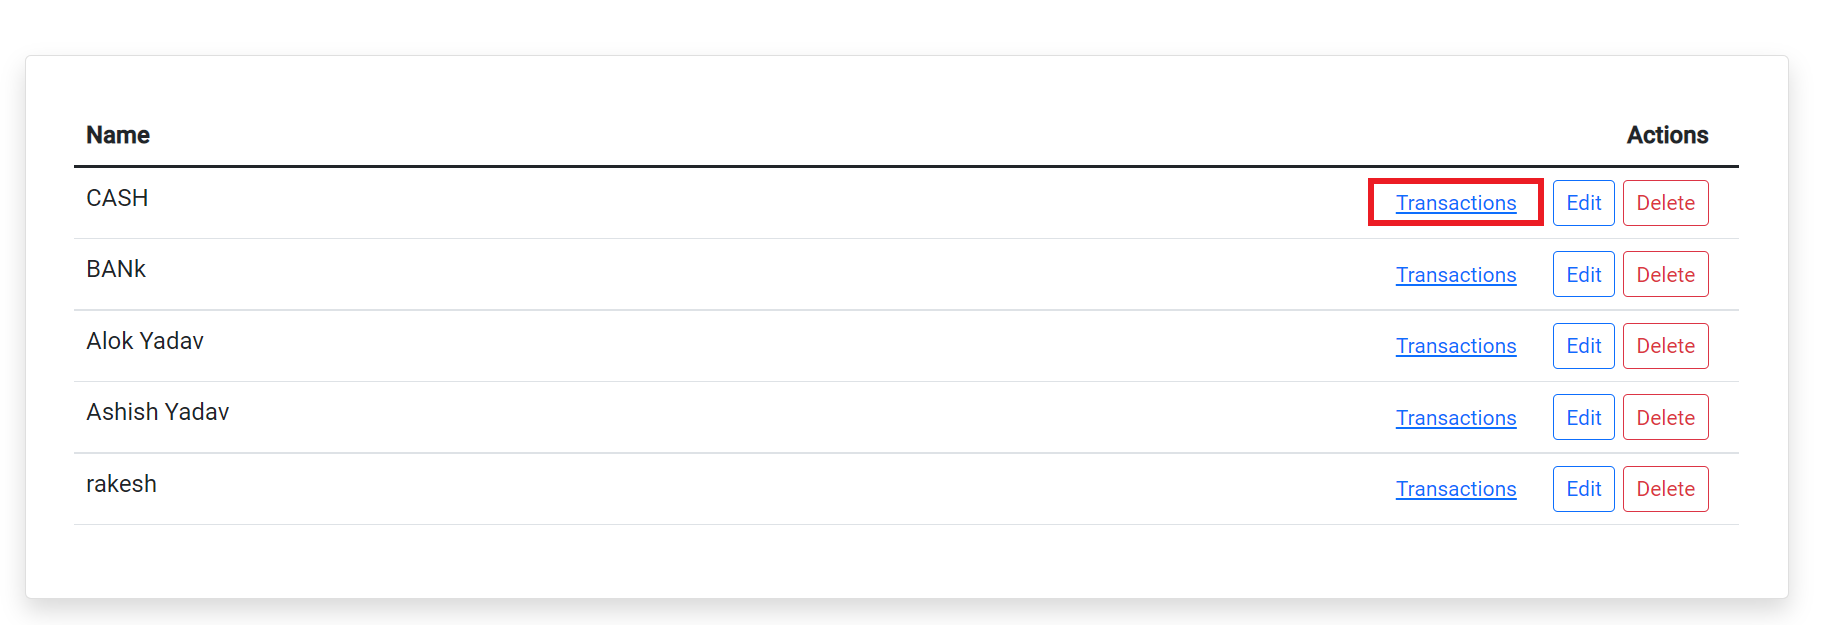 Name Actions
CASH Transactions Edit Delete
BANk Transactions Edit Delete
Alok Yadav Transactions Edit Delete
Ashish Yadav Transactions Edit Delete
rakesh Transactions Edit Delete